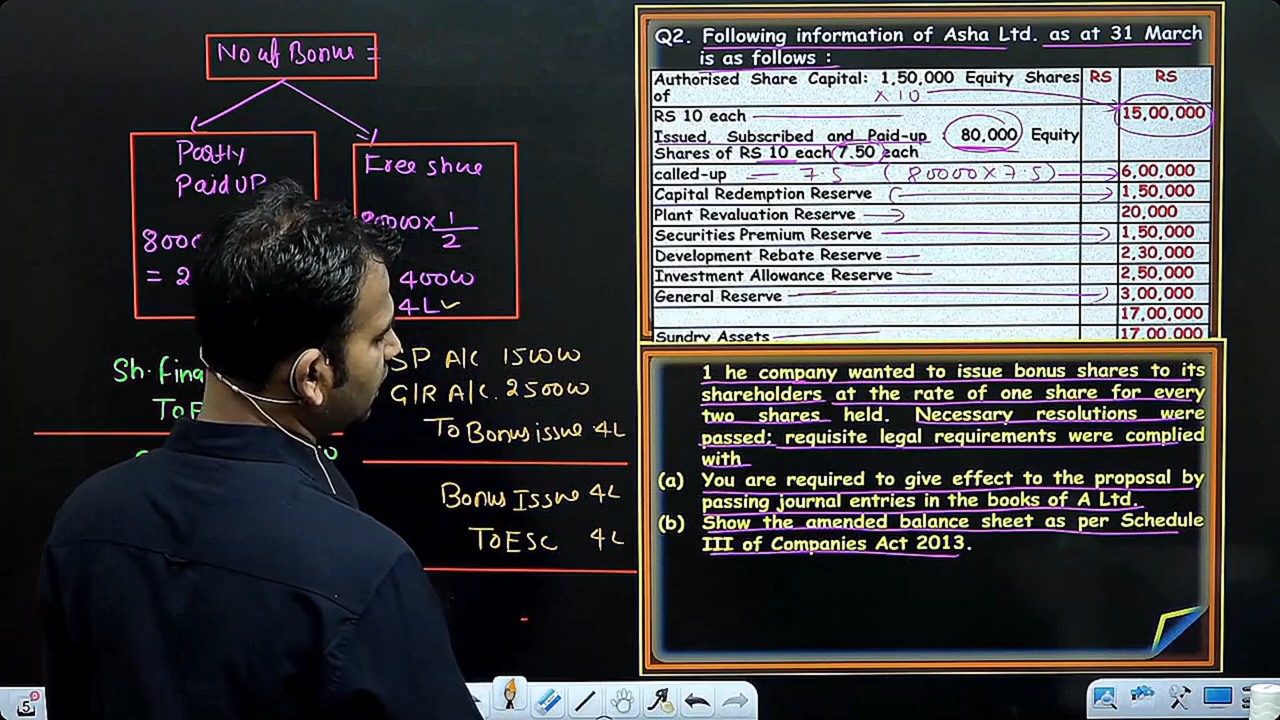 No of Bonus =
Partly
Paid UP
8000
= 2
Free share
80000 × 1/2
40000
4L ✓
Sh. Fina
To E
SP A/C 150000
G/R A/C. 250000
To Bonus issue 4L
Bonus Issue 4L
To ESC 4L
Q2. Following information of Asha Ltd. as at 31 March
is as follows :
Authorised Share Capital: 1,50,000 Equity Shares RS RS
of × 10
RS 10 each 15,00,000
Issued, Subscribed and Paid-up 80,000 Equity
Shares of RS 10 each 7.50 each
called-up — 7.5 (80000 × 7.5) 6,00,000
Capital Redemption Reserve 1,50,000
Plant Revaluation Reserve 20,000
Securities Premium Reserve 1,50,000
Development Rebate Reserve 2,30,000
Investment Allowance Reserve 2,50,000
General Reserve 3,00,000
17,00,000
Sundry Assets 17,00,000
1 he company wanted to issue bonus shares to its
shareholders at the rate of one share for every
two shares held. Necessary resolutions were
passed; requisite legal requirements were complied
with
(a) You are required to give effect to the proposal by
passing journal entries in the books of A Ltd.
(b) Show the amended balance sheet as per Schedule
III of Companies Act 2013.
5